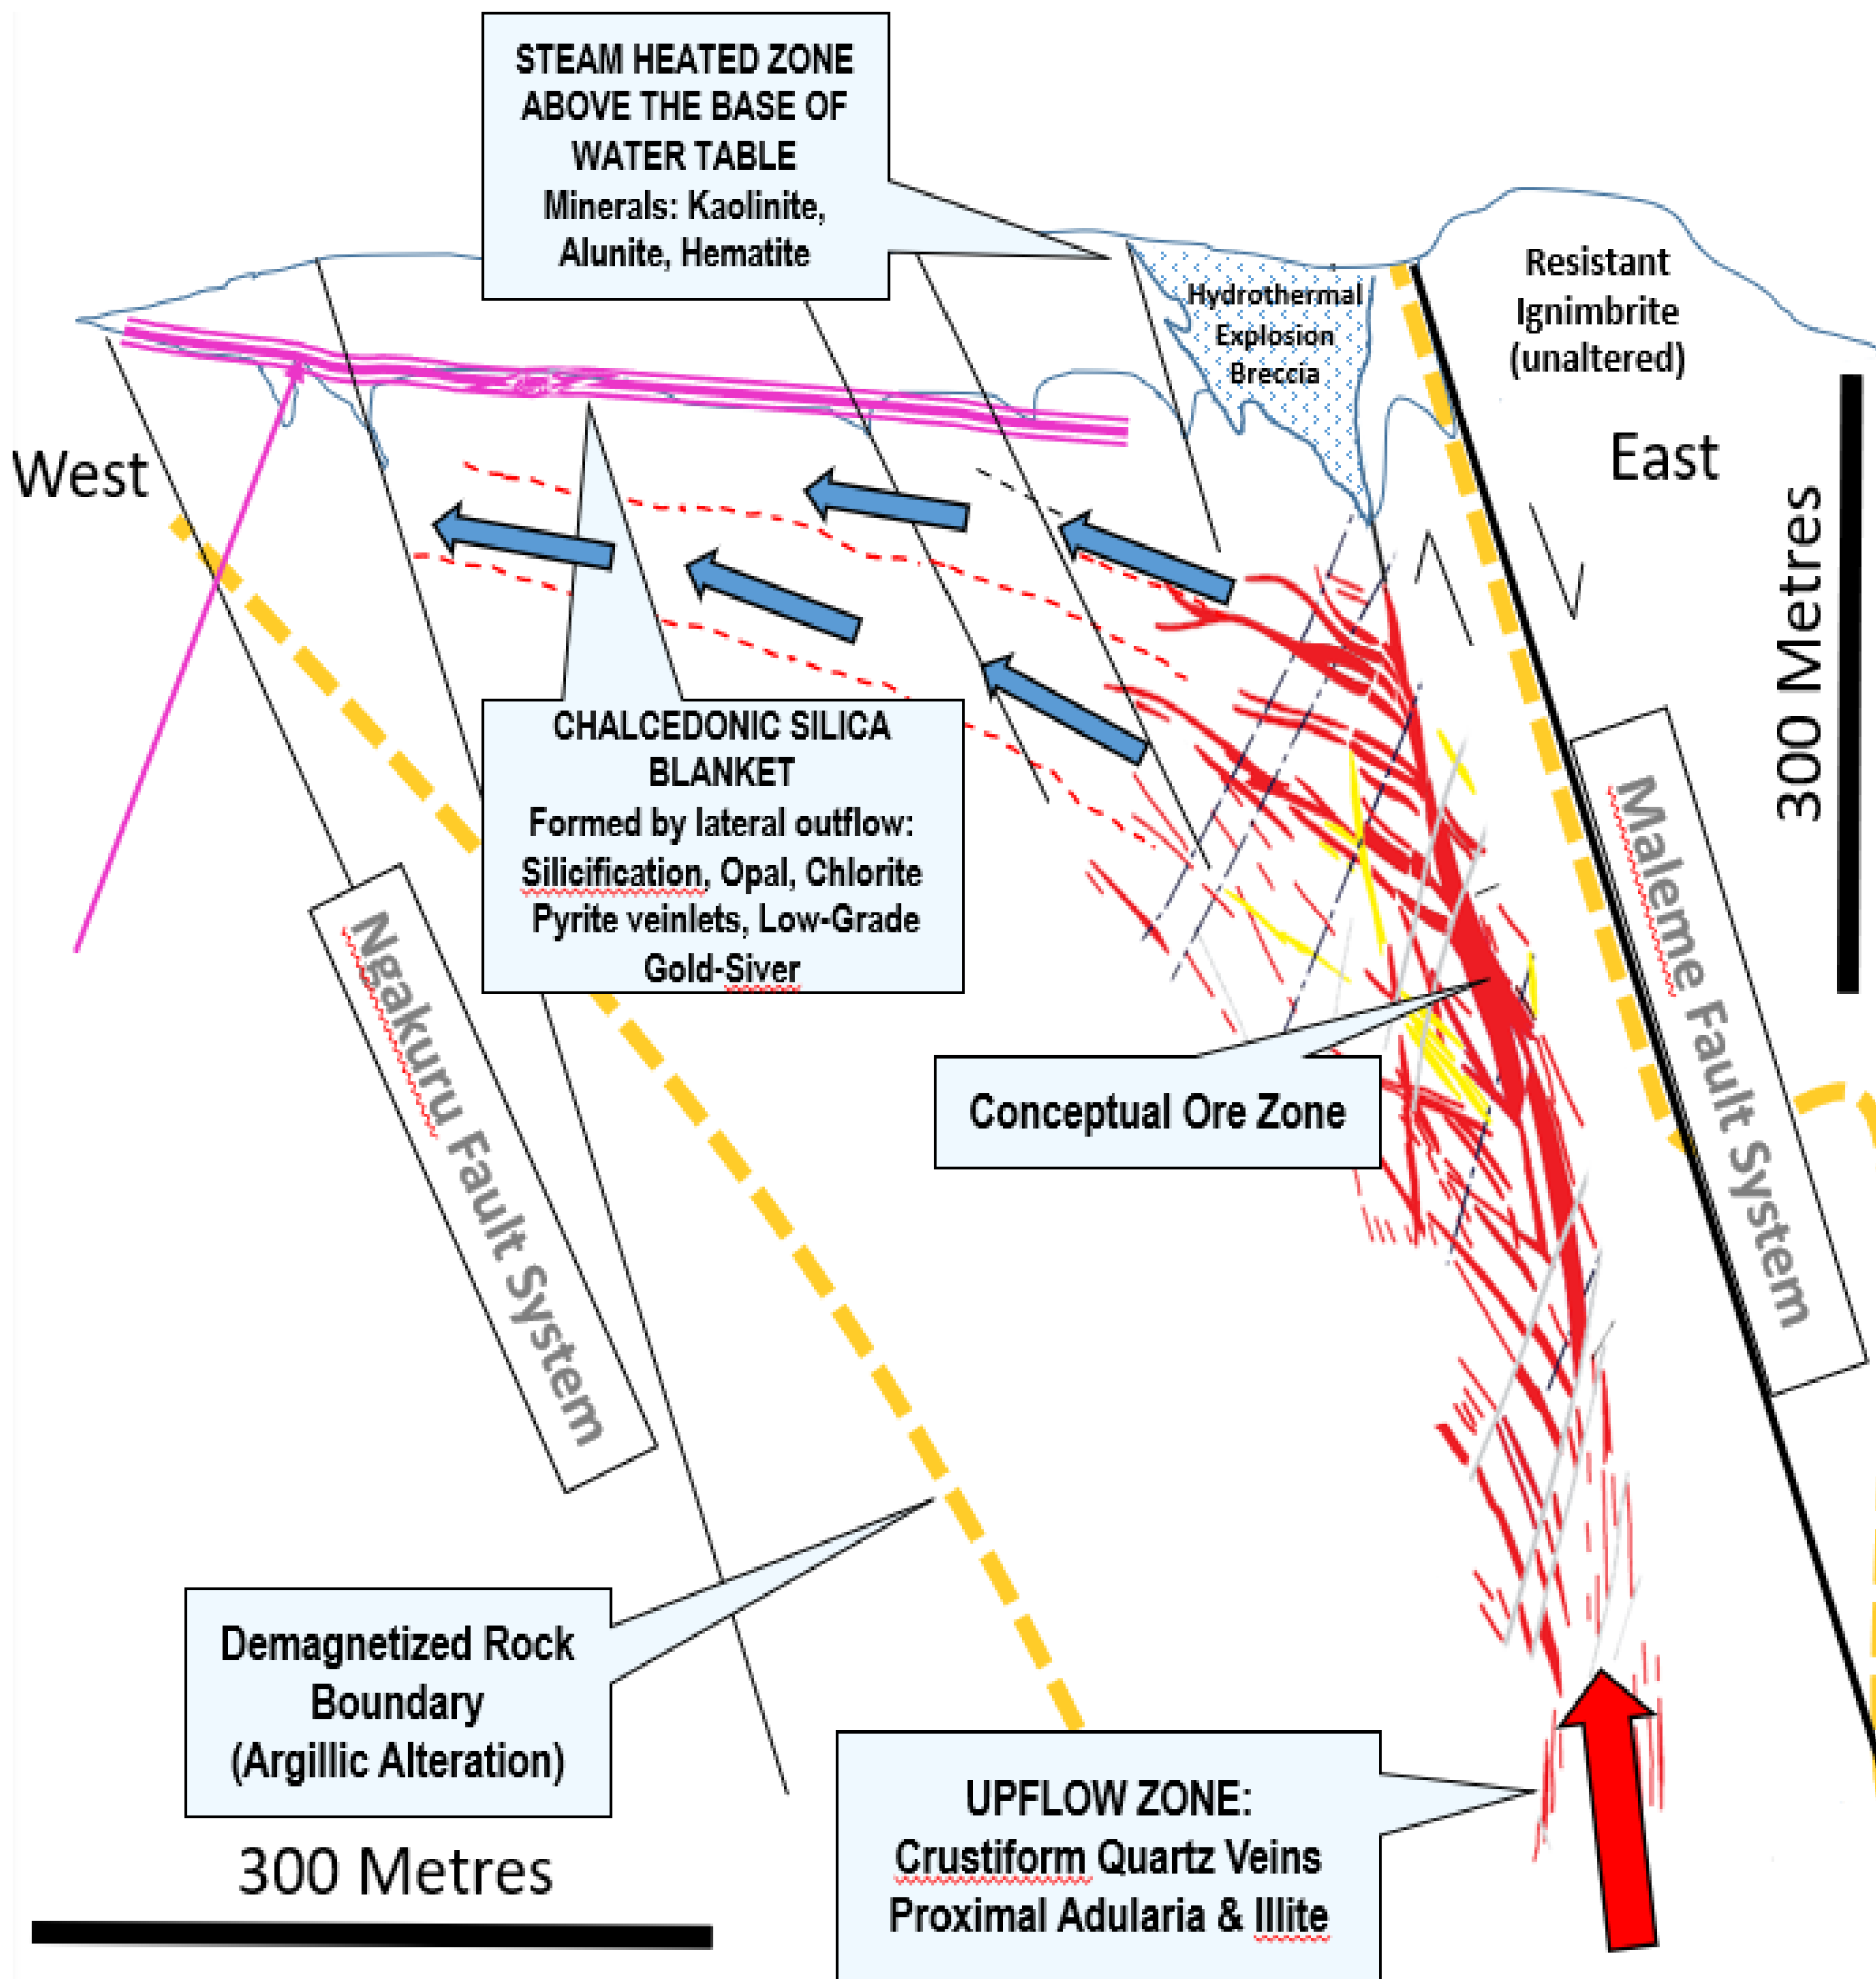 STEAM HEATED ZONE
ABOVE THE BASE OF
WATER TABLE
Minerals: Kaolinite,
Alunite, Hematite
Hydrothermal
Explosion
Breccia
Resistant
Ignimbrite
(unaltered)
West
East
300 Metres
CHALCEDONIC SILICA
BLANKET
Formed by lateral outflow:
Silicification, Opal, Chlorite
Pyrite veinlets, Low-Grade
Gold-Siver
Ngakuru Fault System
Maleme Fault System
Conceptual Ore Zone
Demagnetized Rock
Boundary
(Argillic Alteration)
UPFLOW ZONE:
Crustiform Quartz Veins
Proximal Adularia & Illite
300 Metres